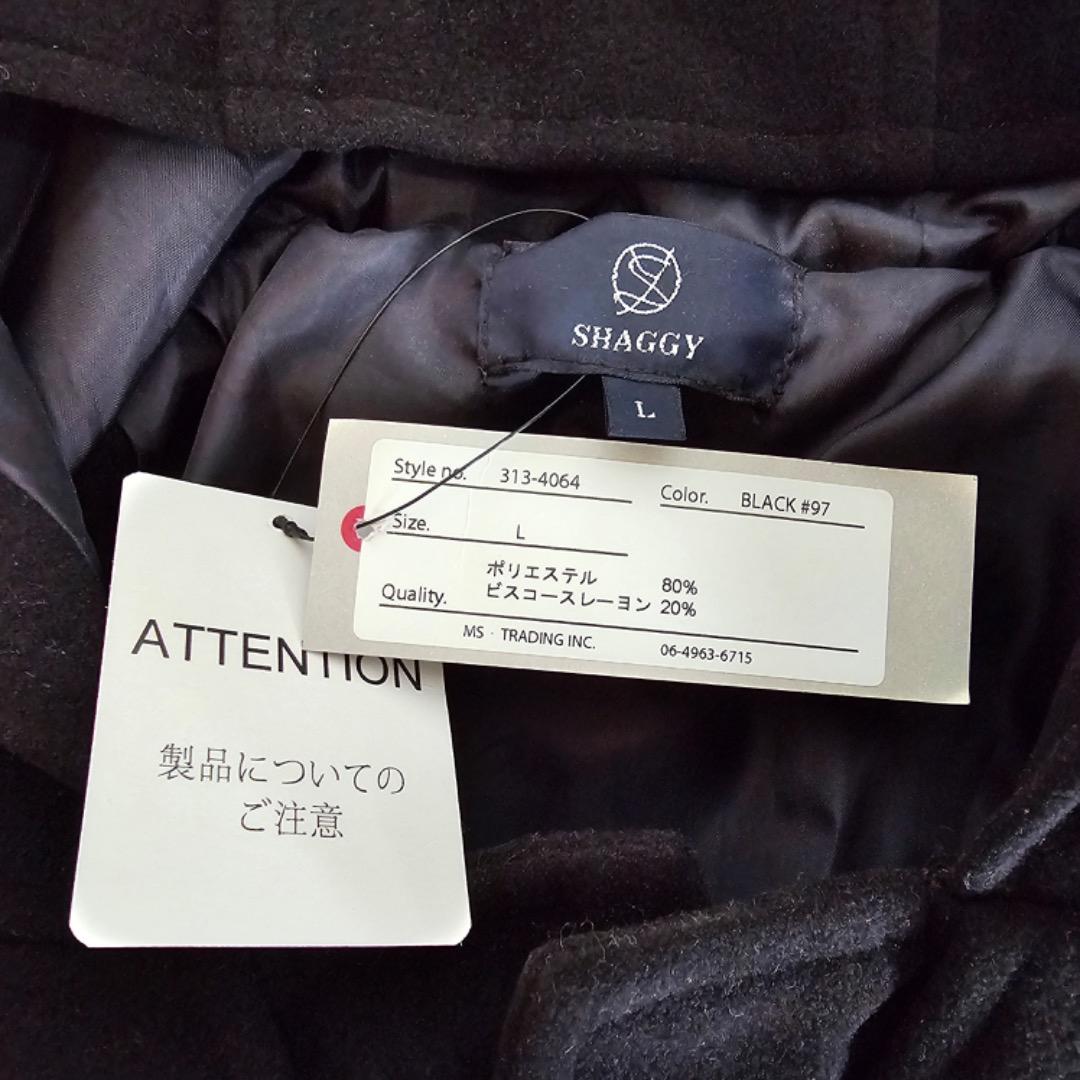 SHAGGY
L
Style no. 313-4064
Color. BLACK #97
Size. L
ポリエステル 80%
ビスコースレーヨン 20%
Quality.
MS・TRADING INC. 06-4963-6715
ATTENTION
製品についての
ご注意